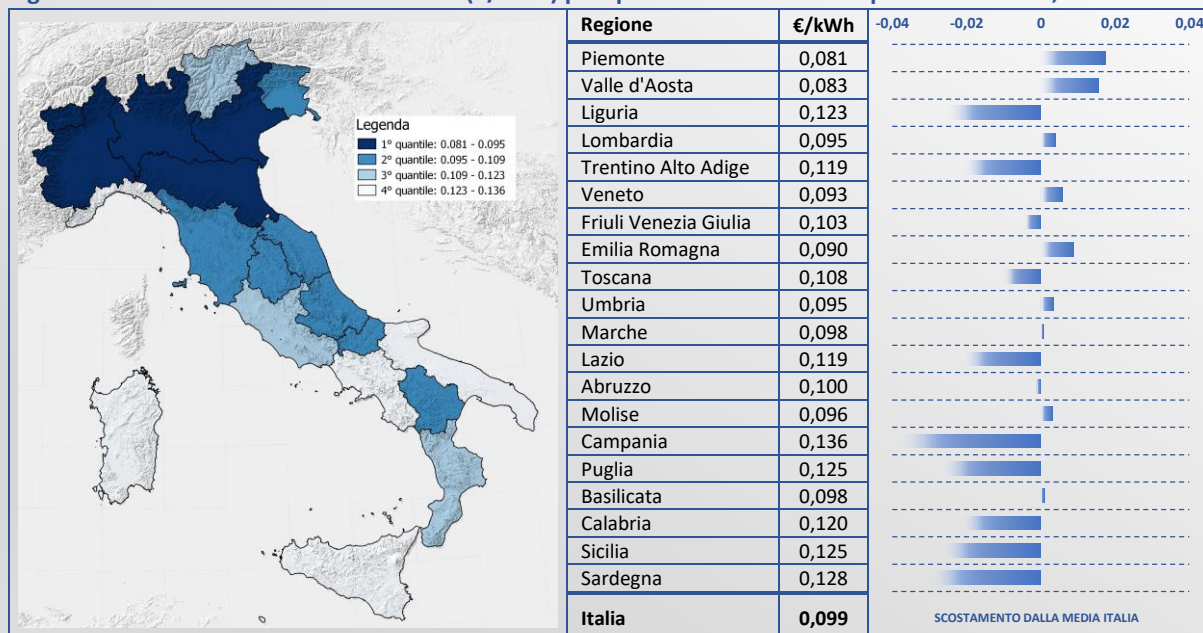 Regione €/kWh -0,04 -0,02 0 0,02 0,04
Piemonte 0,081
Valle d'Aosta 0,083
Liguria 0,123
Lombardia 0,095
Trentino Alto Adige 0,119
Veneto 0,093
Friuli Venezia Giulia 0,103
Emilia Romagna 0,090
Toscana 0,108
Umbria 0,095
Marche 0,098
Lazio 0,119
Abruzzo 0,100
Molise 0,096
Campania 0,136
Puglia 0,125
Basilicata 0,098
Calabria 0,120
Sicilia 0,125
Sardegna 0,128
Italia 0,099
SCOSTAMENTO DALLA MEDIA ITALIA
Legenda
1° quantile: 0.081 - 0.095
2° quantile: 0.095 - 0.109
3° quantile: 0.109 - 0.123
4° quantile: 0.123 - 0.136